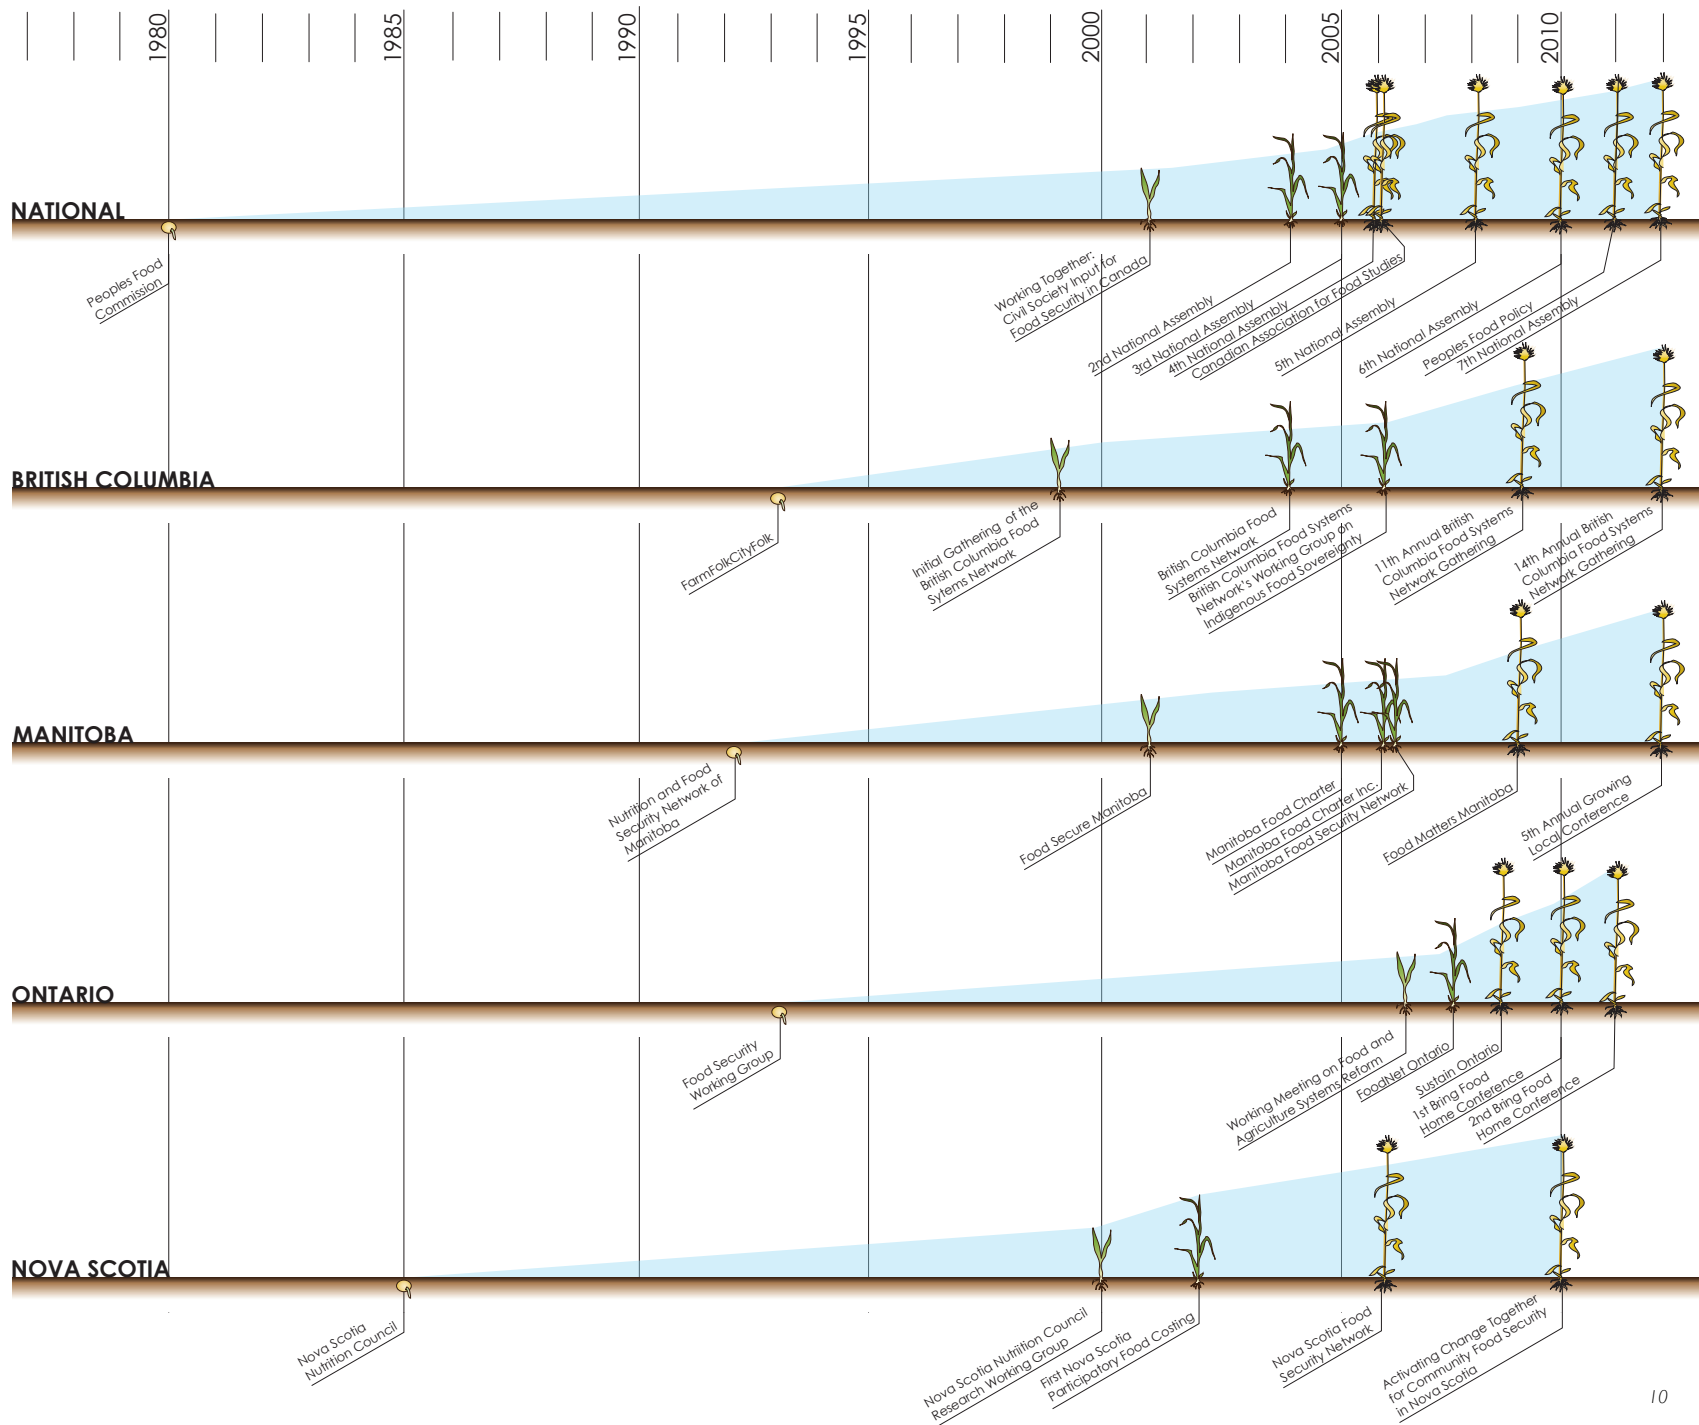 1980
1985
1990
1995
2000
2005
2010
NATIONAL
Peoples Food
Commission
Working Together:
Civil Society Input for
Food Security in Canada
2nd National Assembly
3rd National Assembly
4th National Assembly
Canadian Association for Food Studies
5th National Assembly
6th National Assembly
Peoples Food Policy
7th National Assembly
BRITISH COLUMBIA
FarmFolkCityFolk
Initial Gathering of the
British Columbia Food
Sytems Network
British Columbia Food
Systems Network
British Columbia Food Systems
Network's Working Group on
Indigenous Food Sovereignty
11th Annual British
Columbia Food Systems
Network Gathering
14th Annual British
Columbia Food Systems
Network Gathering
MANITOBA
Nutrition and Food
Security Network of
Manitoba
Food Secure Manitoba
Manitoba Food Charter
Manitoba Food Charter Inc.
Manitoba Food Security Network
Food Matters Manitoba
5th Annual Growing
Local Conference
ONTARIO
Food Security
Working Group
Working Meeting on Food and
Agriculture Systems Reform
FoodNet Ontario
Sustain Ontario
1st Bring Food
Home Conference
2nd Bring Food
Home Conference
NOVA SCOTIA
Nova Scotia
Nutrition Council
Nova Scotia Nutriition Council
Research Working Group
First Nova Scotia
Participatory Food Costing
Nova Scotia Food
Security Network
Activating Change Together
for Community Food Security
in Nova Scotia
10